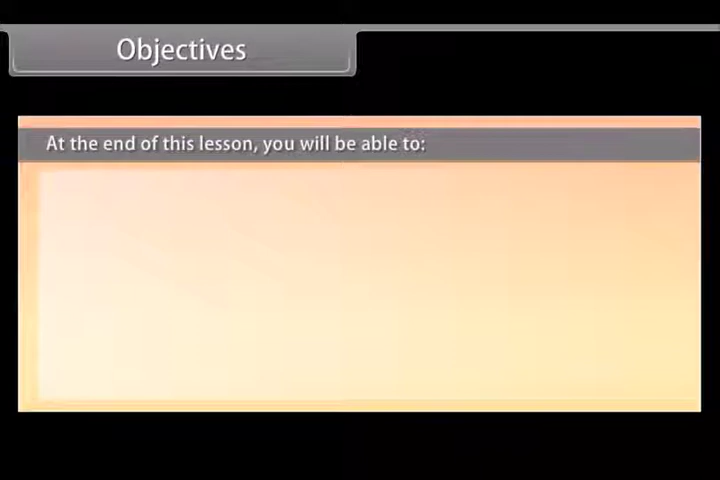 Objectives
At the end of this lesson, you will be able to: